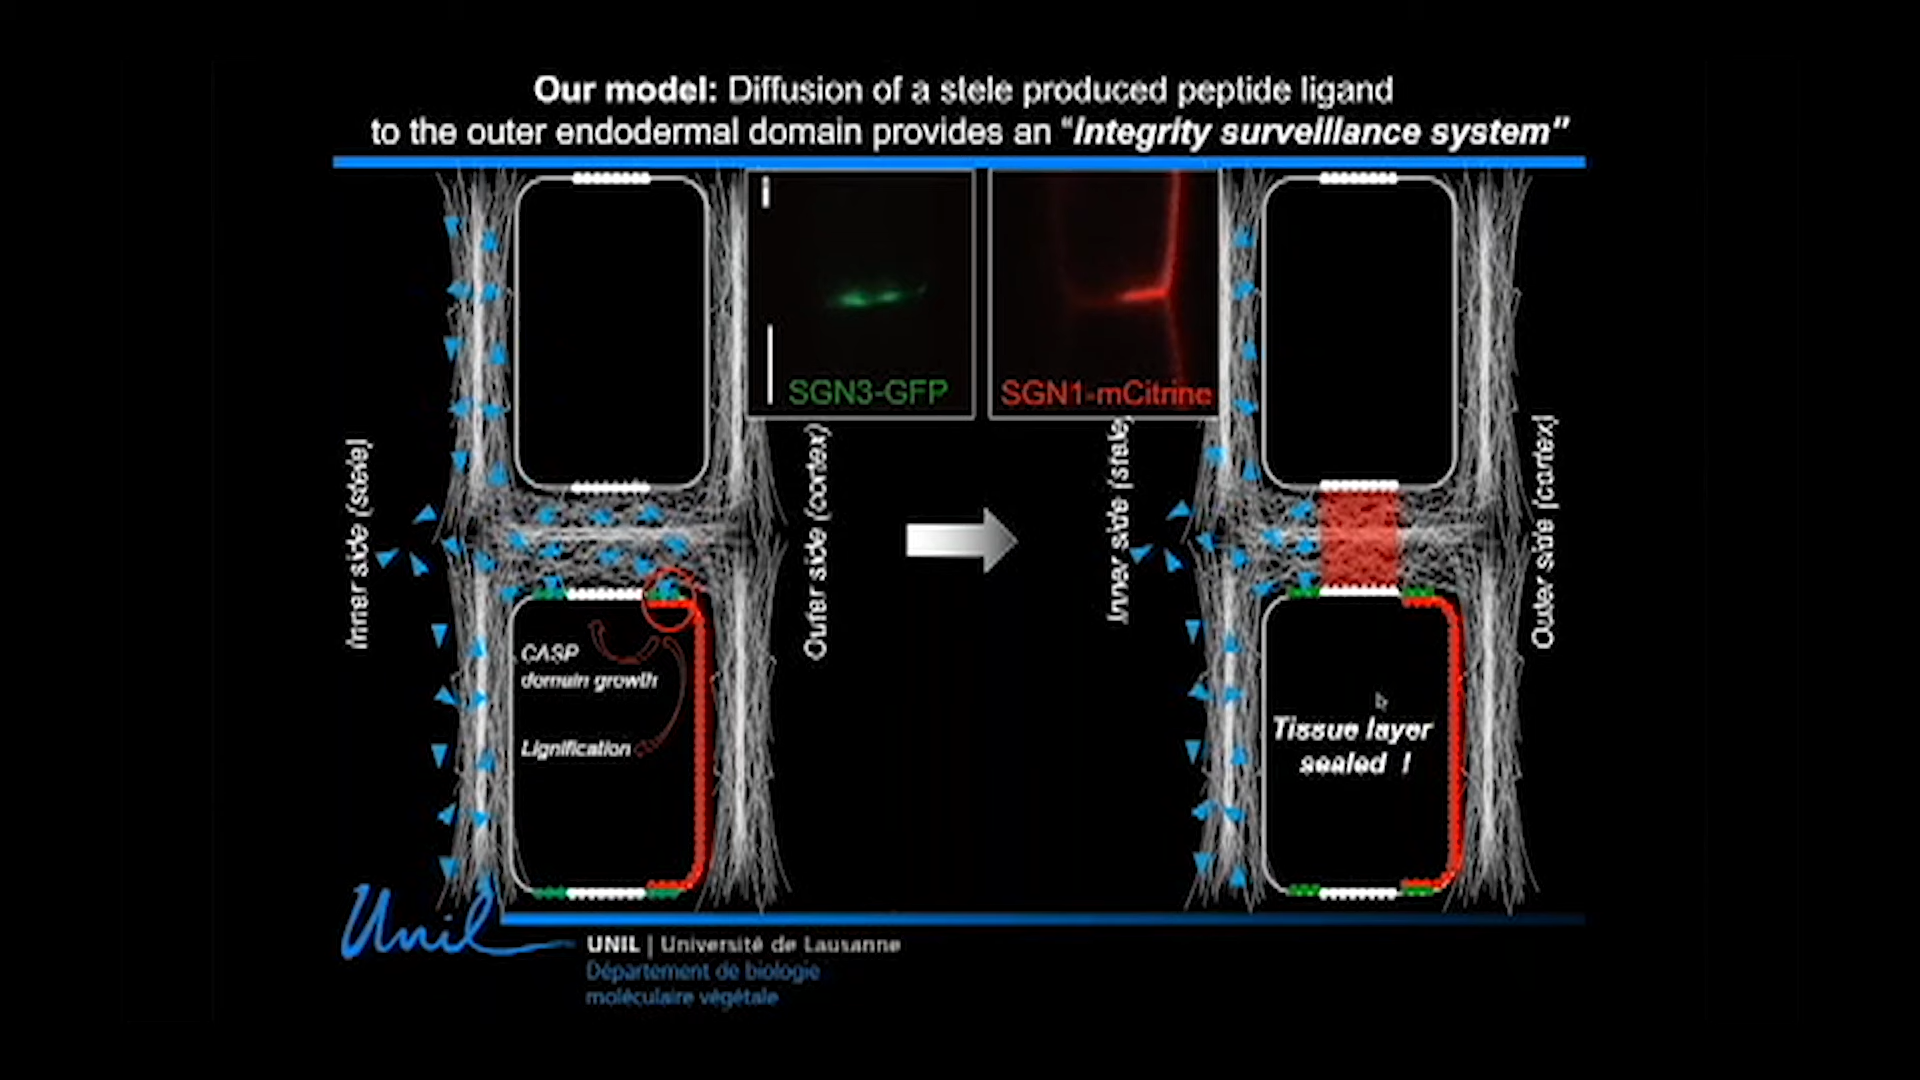 Our model: Diffusion of a stele produced peptide ligand
to the outer endodermal domain provides an “Integrity surveillance system”
SGN3-GFP
SGN1-mCitrine
Inner side (stele)
Outer side (cortex)
Inner side (stele)
Outer side (cortex)
CASP
domain growth
Lignification
Tissue layer
sealed !
Unil
UNIL | Université de Lausanne
Département de biologie
moléculaire végétale